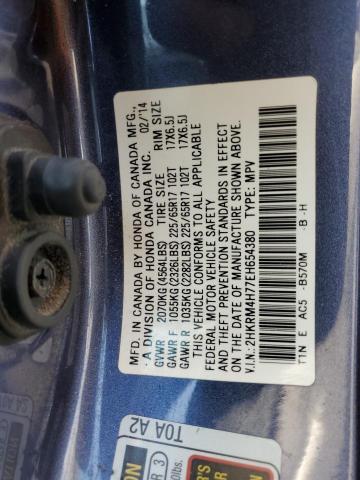 MFD. IN CANADA BY HONDA OF CANADA MFG.,
A DIVISION OF HONDA CANADA INC. 02/'14
GVWR 2070KG(4564LBS) TIRE SIZE RIM SIZE
GAWR F 1055KG(2326LBS) 225/65R17 102T 17X6.5J
GAWR R 1035KG(2282LBS) 225/65R17 102T 17X6.5J
THIS VEHICLE CONFORMS TO ALL APPLICABLE
FEDERAL MOTOR VEHICLE SAFETY
AND THEFT PREVENTION STANDARDS IN EFFECT
ON THE DATE OF MANUFACTURE SHOWN ABOVE.
V.I.N.: 2HKRM4H77EH654380 TYPE: MPV
T1N E AC5 -B570M -B -H
T0A A2